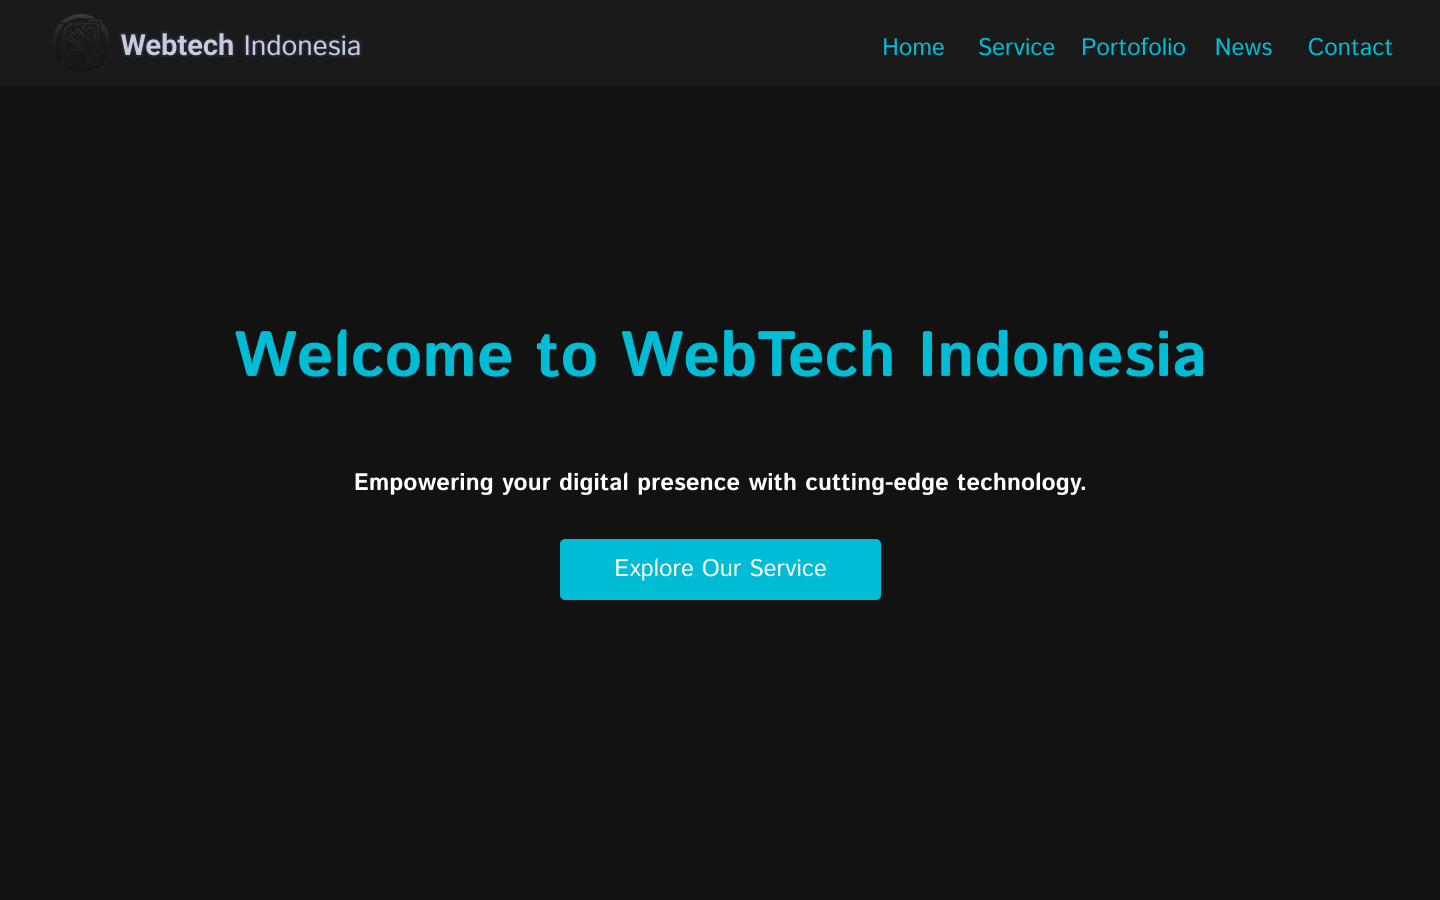 Webtech Indonesia
Home Service Portofolio News Contact
Welcome to WebTech Indonesia
Empowering your digital presence with cutting-edge technology.
Explore Our Service